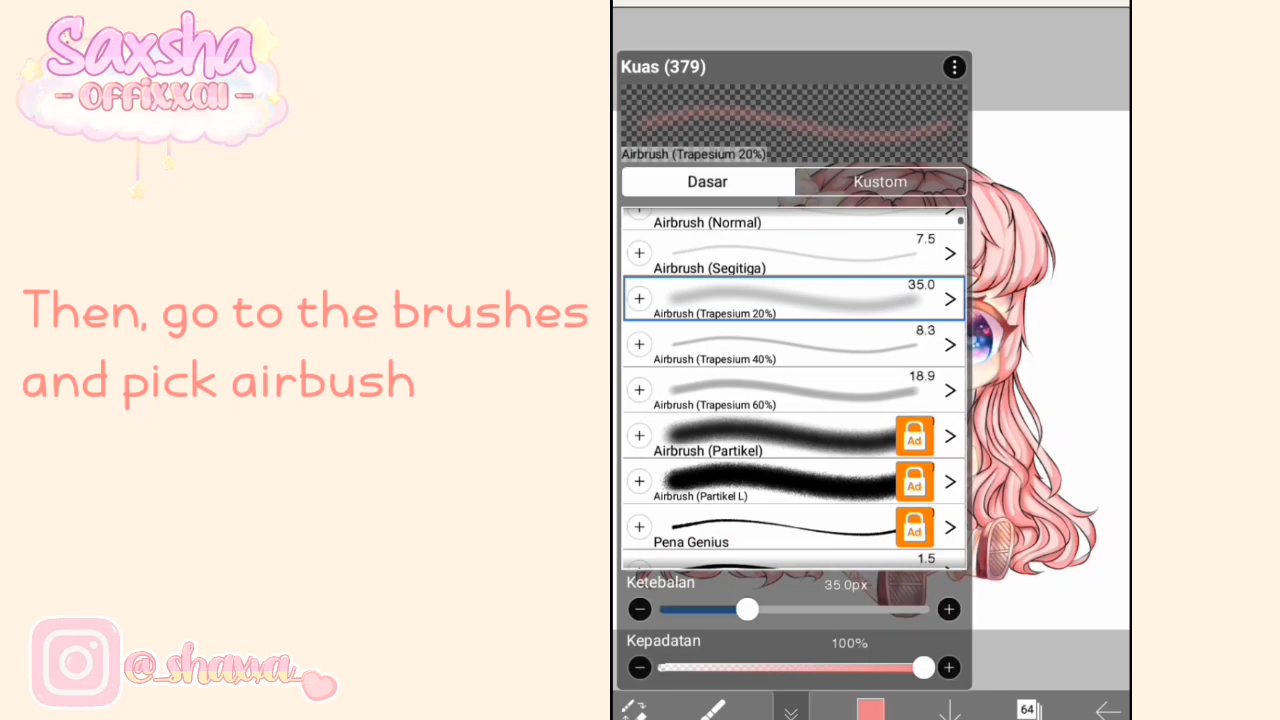 Saxsha
- OFFIXXAll -
Then, go to the brushes
and pick airbush
@_shaxa_
Kuas (379)
Airbrush (Trapesium 20%)
Dasar
Kustom
Airbrush (Normal)
7.5
Airbrush (Segitiga)
35.0
Airbrush (Trapesium 20%)
8.3
Airbrush (Trapesium 40%)
18.9
Airbrush (Trapesium 60%)
Ad
Airbrush (Partikel)
Ad
Airbrush (Partikel L)
Ad
Pena Genius
1.5
Ketebalan
35.0px
Kepadatan
100%
64